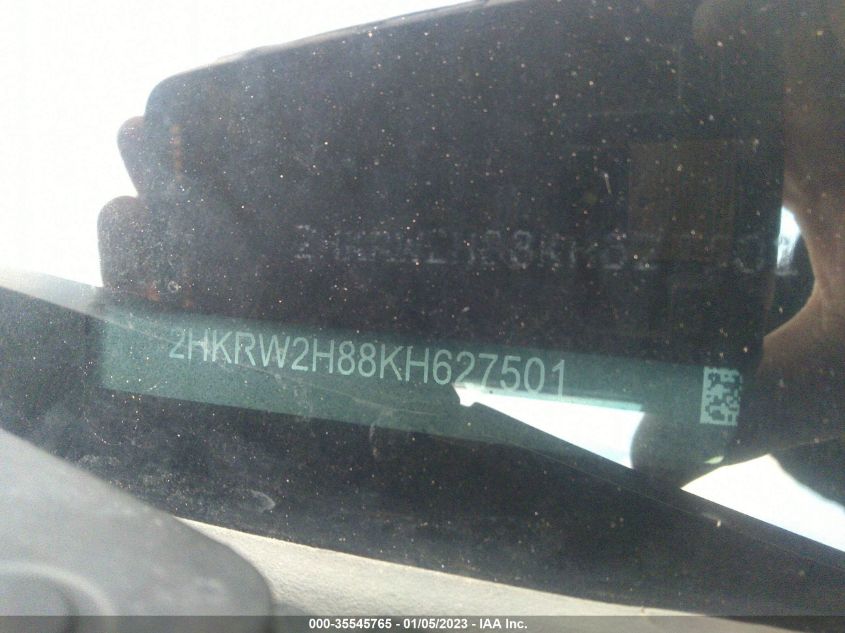 2HKRW2H88KH627501
000-35545765 - 01/05/2023 - IAA Inc.